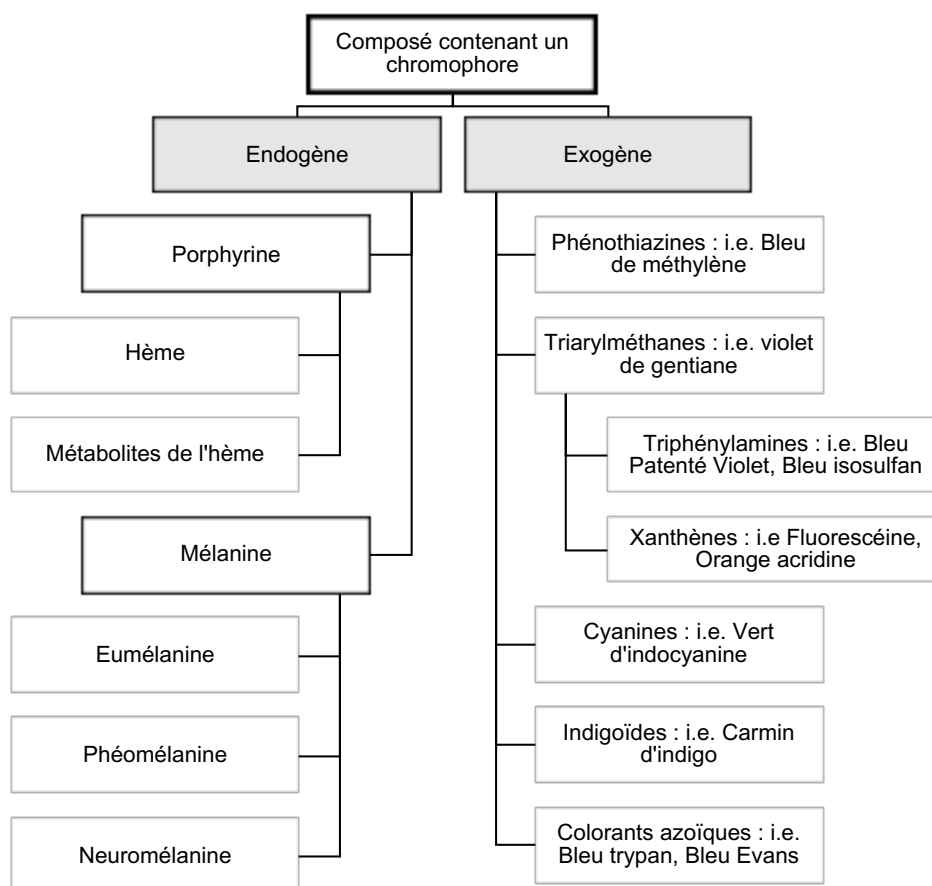 Composé contenant un
chromophore
Endogène
Exogène
Porphyrine
Hème
Métabolites de l'hème
Mélanine
Eumélanine
Phéomélanine
Neuromélanine
Phénothiazines : i.e. Bleu
de méthylène
Triarylméthanes : i.e. violet
de gentiane
Triphénylamines : i.e. Bleu
Patenté Violet, Bleu isosulfan
Xanthènes : i.e Fluorescéine,
Orange acridine
Cyanines : i.e. Vert
d'indocyanine
Indigoïdes : i.e. Carmin
d'indigo
Colorants azoïques : i.e.
Bleu trypan, Bleu Evans